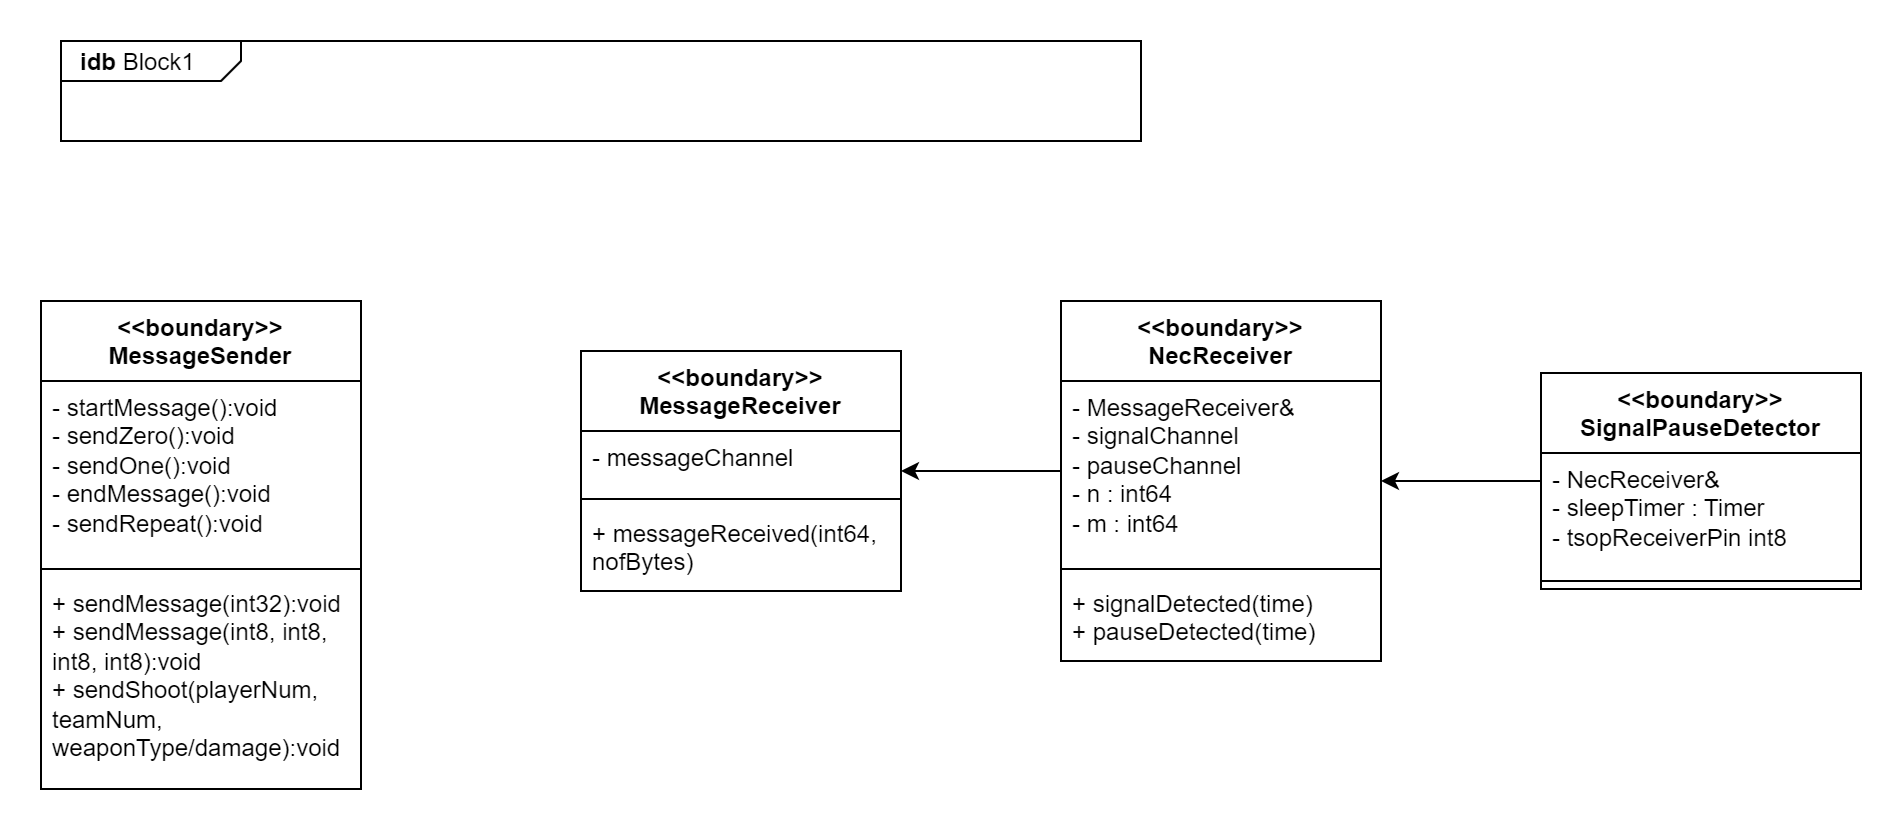 idb Block1
<<boundary>>
MessageSender
- startMessage():void
- sendZero():void
- sendOne():void
- endMessage():void
- sendRepeat():void
+ sendMessage(int32):void
+ sendMessage(int8, int8,
int8, int8):void
+ sendShoot(playerNum,
teamNum,
weaponType/damage):void
<<boundary>>
MessageReceiver
- messageChannel
+ messageReceived(int64,
nofBytes)
<<boundary>>
NecReceiver
- MessageReceiver&
- signalChannel
- pauseChannel
- n : int64
- m : int64
+ signalDetected(time)
+ pauseDetected(time)
<<boundary>>
SignalPauseDetector
- NecReceiver&
- sleepTimer : Timer
- tsopReceiverPin int8